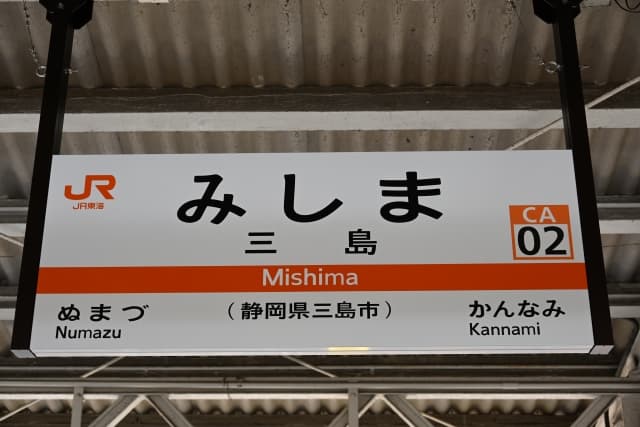 JR
JR東海
みしま
三島
CA
02
Mishima
ぬまづ
Numazu
（静岡県三島市）
かんなみ
Kannami